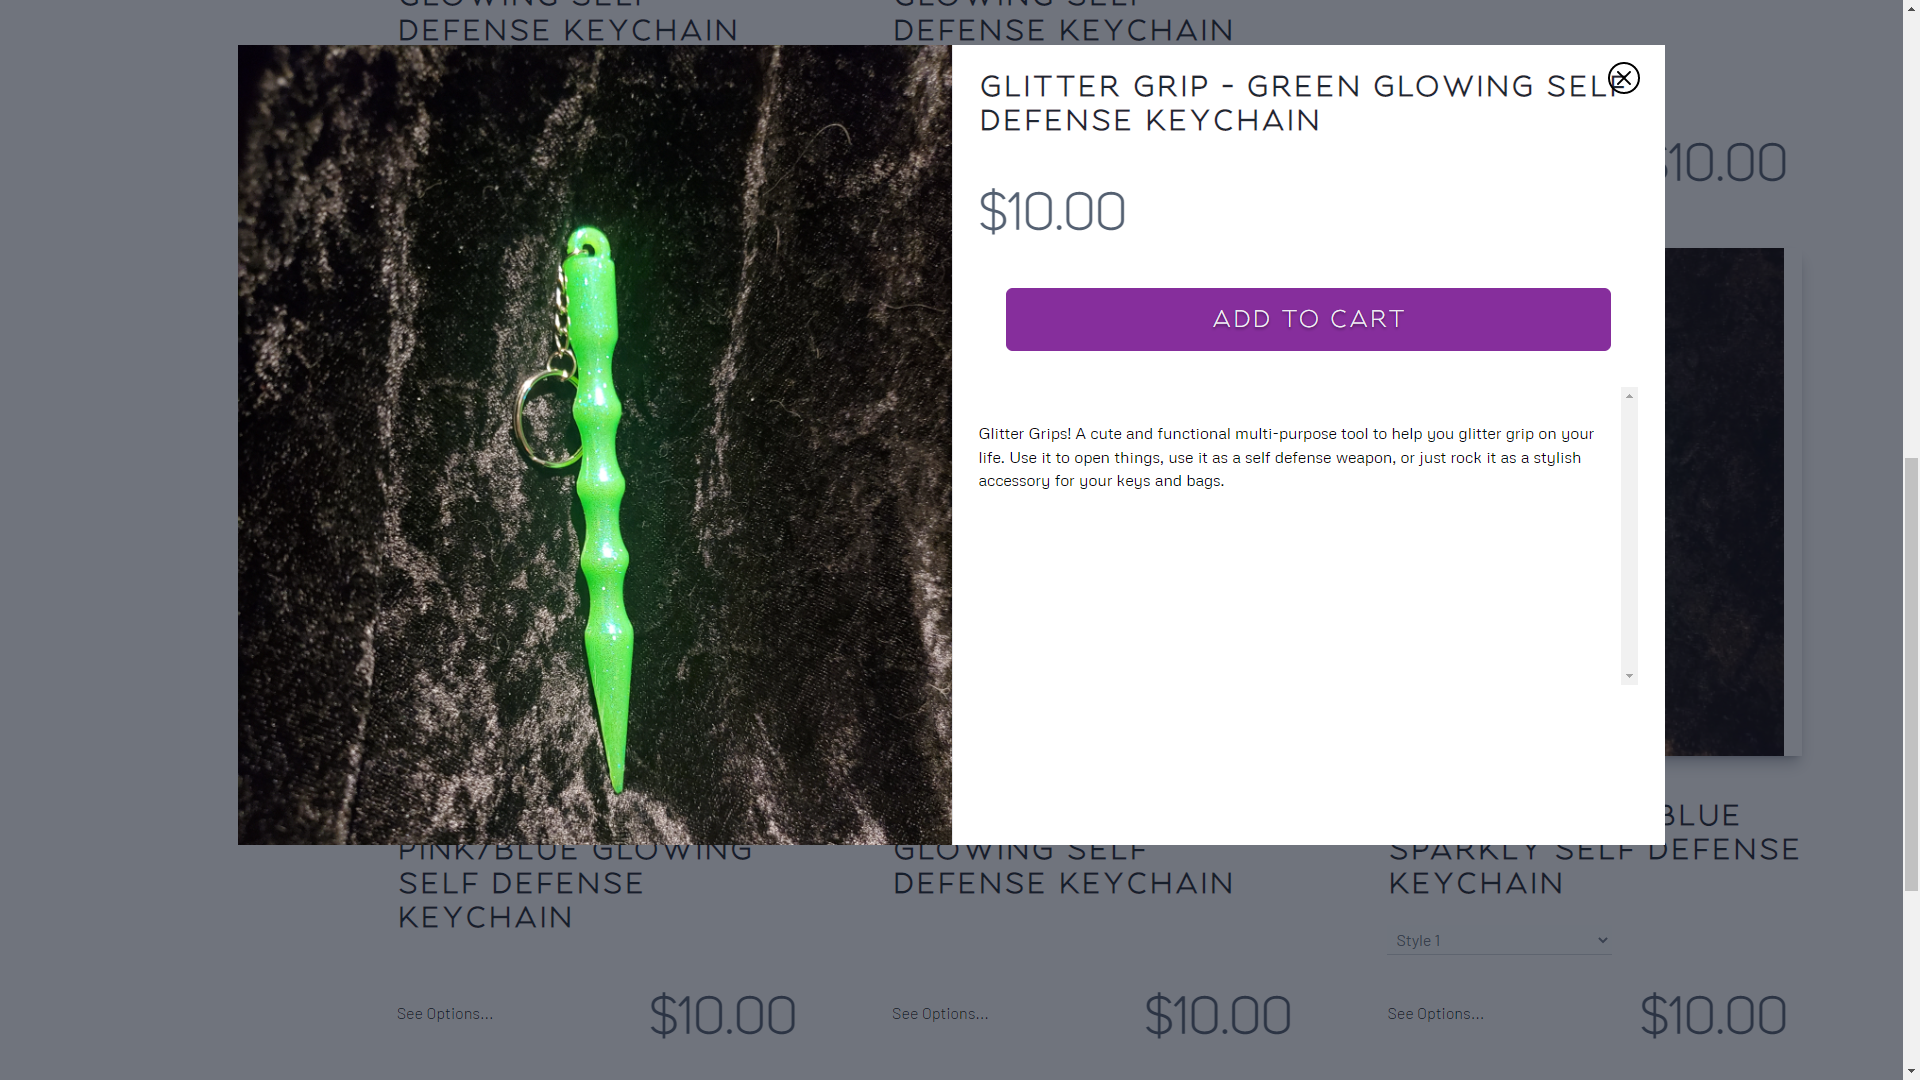 GLOWING SELF
DEFENSE KEYCHAIN
GLOWING SELF
DEFENSE KEYCHAIN
GLITTER GRIP - GREEN GLOWING SELF
DEFENSE KEYCHAIN
$10.00
$10.00
ADD TO CART
Glitter Grips! A cute and functional multi-purpose tool to help you glitter grip on your
life. Use it to open things, use it as a self defense weapon, or just rock it as a stylish
accessory for your keys and bags.
PINK/BLUE GLOWING
SELF DEFENSE
KEYCHAIN
See Options...
$10.00
GLOWING SELF
DEFENSE KEYCHAIN
See Options...
$10.00
BLUE
SPARKLY SELF DEFENSE
KEYCHAIN
Style 1
See Options...
$10.00